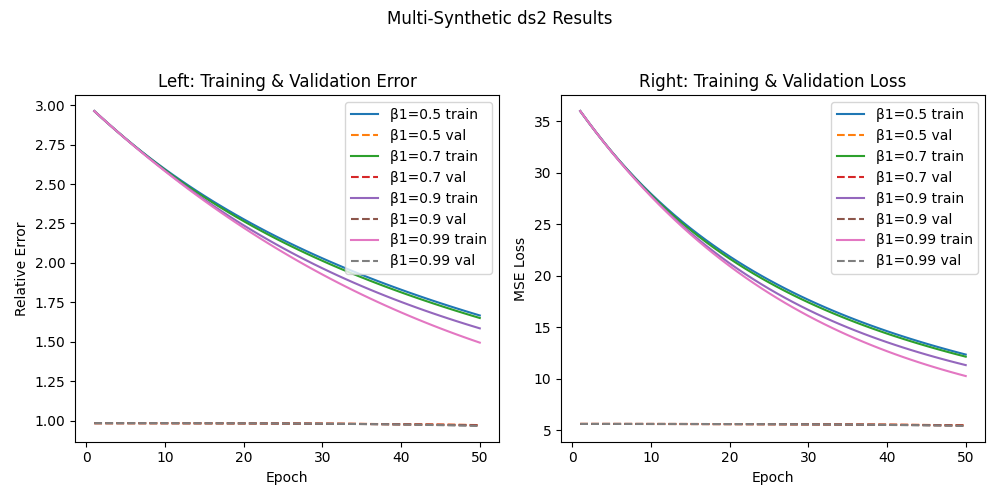 Multi-Synthetic ds2 Results
Left: Training & Validation Error
3.00
2.75
2.50
2.25
2.00
1.75
1.50
1.25
1.00
Relative Error
0
10
20
30
40
50
Epoch
β1=0.5 train
β1=0.5 val
β1=0.7 train
β1=0.7 val
β1=0.9 train
β1=0.9 val
β1=0.99 train
β1=0.99 val
Right: Training & Validation Loss
35
30
25
20
15
10
5
MSE Loss
0
10
20
30
40
50
Epoch
β1=0.5 train
β1=0.5 val
β1=0.7 train
β1=0.7 val
β1=0.9 train
β1=0.9 val
β1=0.99 train
β1=0.99 val